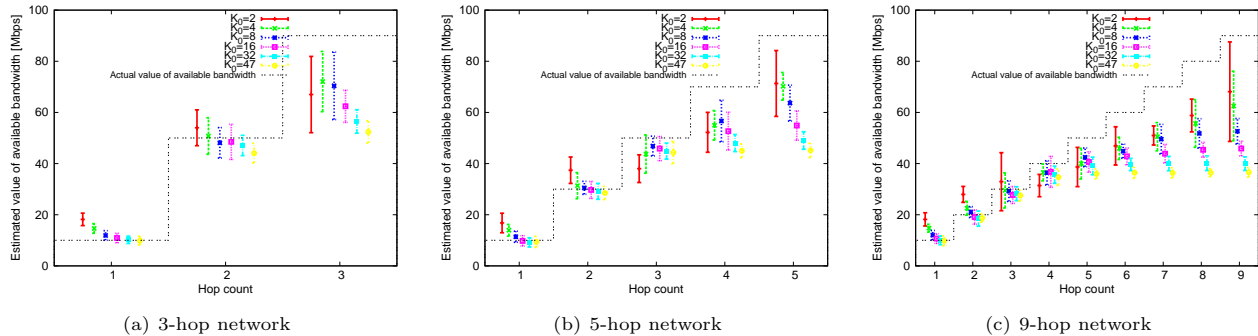 Estimated value of available bandwidth [Mbps]
100
80
60
40
20
0
K0=2
K0=4
K0=8
K0=16
K0=32
K0=47
Actual value of available bandwidth
1 2 3
Hop count
(a) 3-hop network
Estimated value of available bandwidth [Mbps]
100
80
60
40
20
0
K0=2
K0=4
K0=8
K0=16
K0=32
K0=47
Actual value of available bandwidth
1 2 3 4 5
Hop count
(b) 5-hop network
Estimated value of available bandwidth [Mbps]
100
80
60
40
20
0
K0=2
K0=4
K0=8
K0=16
K0=32
K0=47
Actual value of available bandwidth
1 2 3 4 5 6 7 8 9
Hop count
(c) 9-hop network